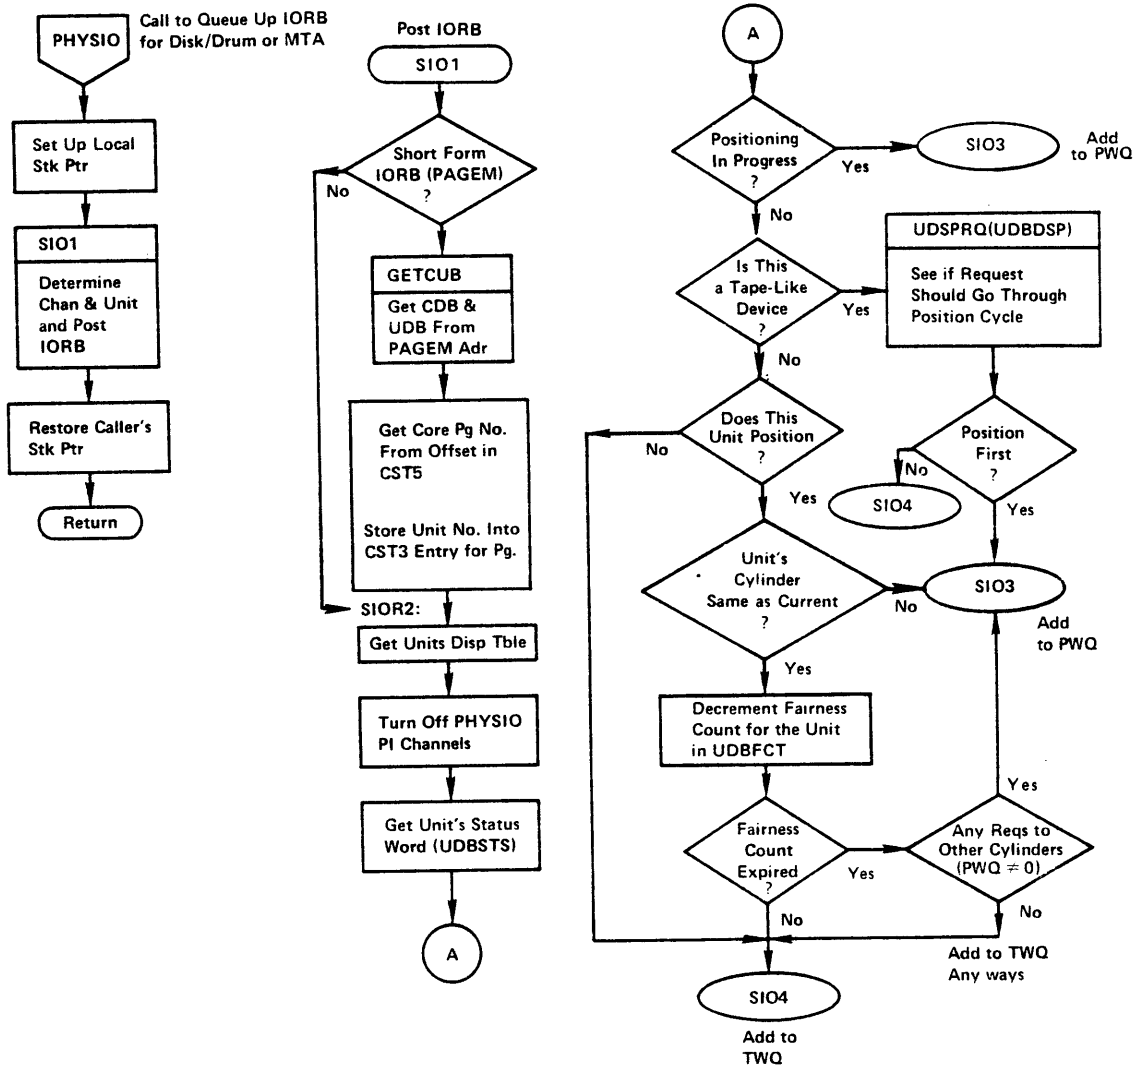 PHYSIO
Call to Queue Up IORB
for Disk/Drum or MTA
Set Up Local
Stk Ptr
SIO1
Determine
Chan & Unit
and Post
IORB
Restore Caller's
Stk Ptr
Return
Post IORB
SIO1
Short Form
IORB (PAGEM)
?
No
GETCUB
Get CDB &
UDB From
PAGEM Adr
Get Core Pg No.
From Offset in
CST5
Store Unit No. Into
CST3 Entry for Pg.
SIOR2:
Get Units Disp Tble
Turn Off PHYSIO
PI Channels
Get Unit's Status
Word (UDBSTS)
A
A
Positioning
In Progress
?
Yes
SIO3
Add
to PWQ
No
Is This
a Tape-Like
Device
?
Yes
UDSPRQ(UDBDSP)
See if Request
Should Go Through
Position Cycle
No
Does This
Unit Position
?
No
Yes
Position
First
?
No
SIO4
Yes
Unit's
Cylinder
Same as Current
?
No
SIO3
Add
to PWQ
Yes
Decrement Fairness
Count for the Unit
in UDBFCT
Fairness
Count
Expired
?
Yes
Any Reqs to
Other Cylinders
(PWQ ≠ 0)
Yes
No
No
Add to TWQ
Any ways
SIO4
Add to
TWQ